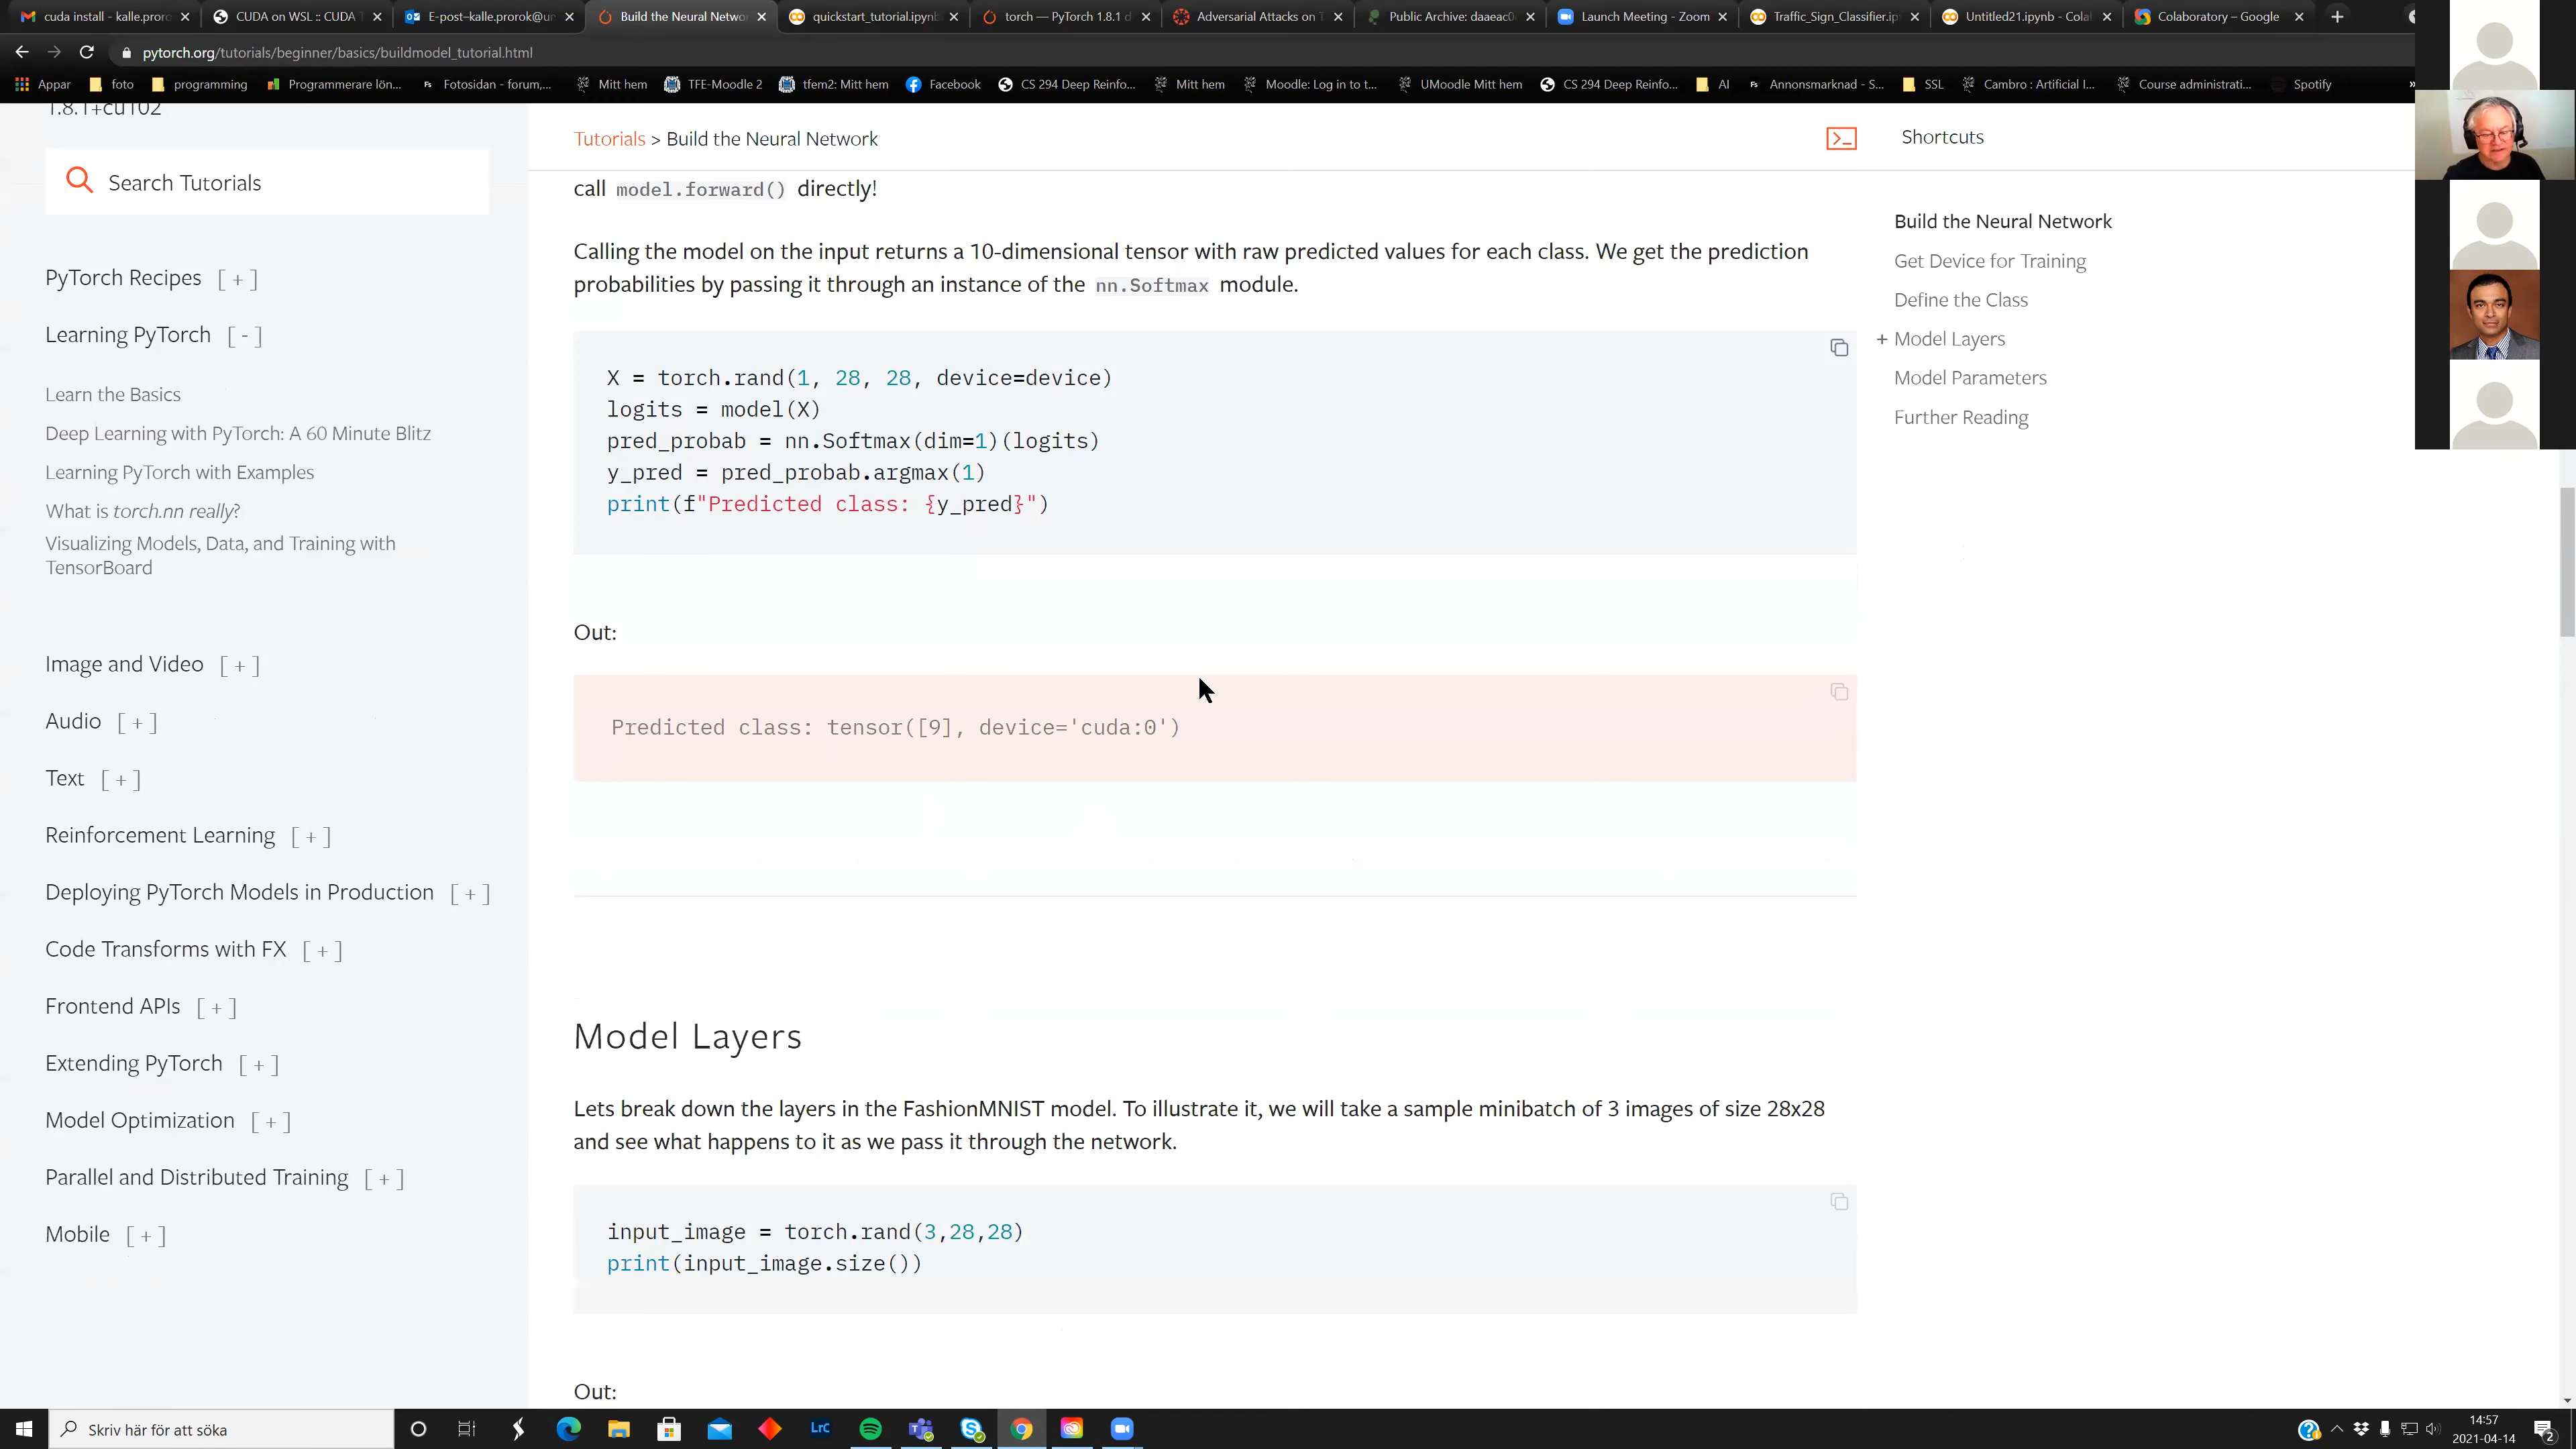 cuda install - kalle.proro
CUDA on WSL :: CUDA T
E-post–kalle.prorok@un
Build the Neural Networ
quickstart_tutorial.ipynb
torch — PyTorch 1.8.1 d
Adversarial Attacks on T
Public Archive: daaeac0
Launch Meeting - Zoom
Traffic_Sign_Classifier.ip
Untitled21.ipynb - Cola
Colaboratory – Google
pytorch.org/tutorials/beginner/basics/buildmodel_tutorial.html
Appar
foto
programming
Programmerare lön...
Fs
Fotosidan - forum,...
Mitt hem
TFE-Moodle 2
tfem2: Mitt hem
Facebook
CS 294 Deep Reinfo...
Mitt hem
Moodle: Log in to t...
UMoodle Mitt hem
CS 294 Deep Reinfo...
AI
Fs
Annonsmarknad - S...
SSL
Cambro : Artificial I...
Course administrati...
Spotify
»
1.8.1+cu102
Search Tutorials
PyTorch Recipes [ + ]
Learning PyTorch [ - ]
Learn the Basics
Deep Learning with PyTorch: A 60 Minute Blitz
Learning PyTorch with Examples
What is torch.nn really?
Visualizing Models, Data, and Training with
TensorBoard
Image and Video [ + ]
Audio [ + ]
Text [ + ]
Reinforcement Learning [ + ]
Deploying PyTorch Models in Production [ + ]
Code Transforms with FX [ + ]
Frontend APIs [ + ]
Extending PyTorch [ + ]
Model Optimization [ + ]
Parallel and Distributed Training [ + ]
Mobile [ + ]
Tutorials > Build the Neural Network
call model.forward() directly!
Calling the model on the input returns a 10-dimensional tensor with raw predicted values for each class. We get the prediction
probabilities by passing it through an instance of the nn.Softmax module.
X = torch.rand(1, 28, 28, device=device)
logits = model(X)
pred_probab = nn.Softmax(dim=1)(logits)
y_pred = pred_probab.argmax(1)
print(f"Predicted class: {y_pred}")
Out:
Predicted class: tensor([9], device='cuda:0')
Model Layers
Lets break down the layers in the FashionMNIST model. To illustrate it, we will take a sample minibatch of 3 images of size 28x28
and see what happens to it as we pass it through the network.
input_image = torch.rand(3,28,28)
print(input_image.size())
Out:
Shortcuts
Build the Neural Network
Get Device for Training
Define the Class
+ Model Layers
Model Parameters
Further Reading
Skriv här för att söka
LrC
14:57
2021-04-14
2